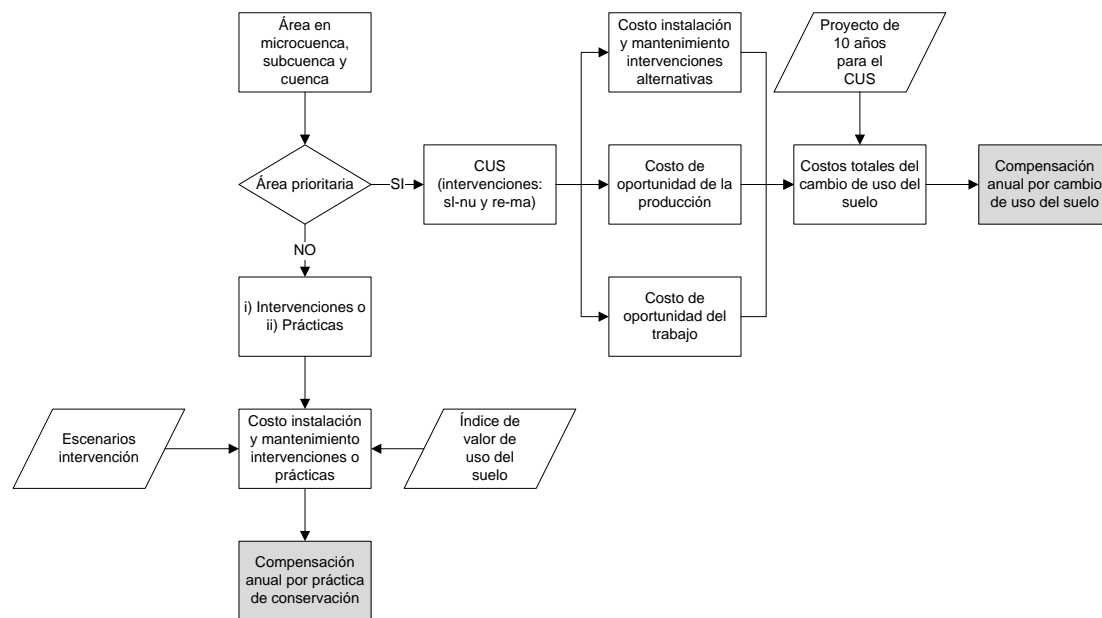 Área en
microcuenca,
subcuenca y
cuenca
Costo instalación
y mantenimiento
intervenciones
alternativas
Proyecto de
10 años
para el
CUS
Área prioritaria
SI
CUS
(intervenciones:
sl-nu y re-ma)
Costo de
oportunidad de la
producción
Costos totales del
cambio de uso del
suelo
Compensación
anual por cambio
de uso del suelo
NO
i) Intervenciones o
ii) Prácticas
Costo de
oportunidad del
trabajo
Escenarios
intervención
Costo instalación
y mantenimiento
intervenciones o
prácticas
Índice de
valor de
uso del
suelo
Compensación
anual por práctica
de conservación